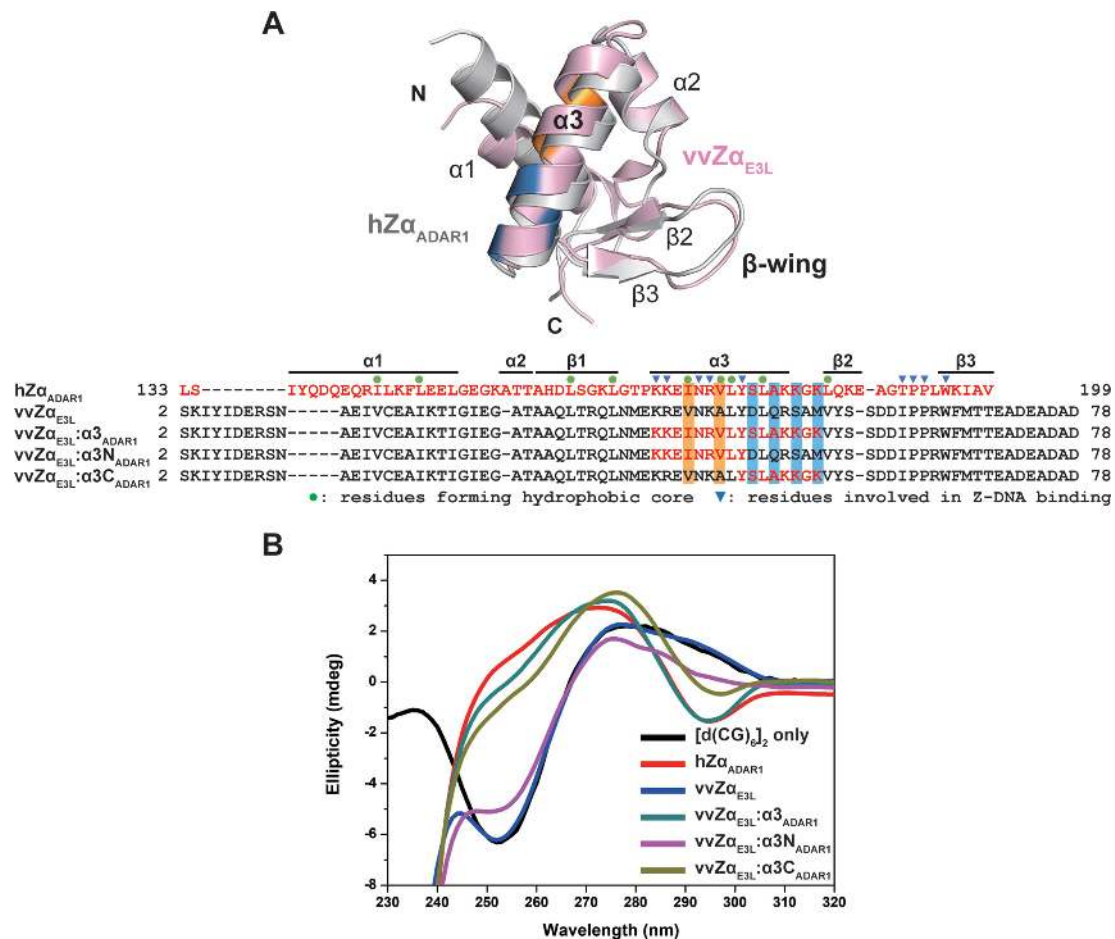 A
N
α3
α2
α1
vvZαE3L
hZαADAR1
β2
β-wing
β3
C
α1 α2 β1 α3 β2 β3
hZαADAR1 133 LS-------IYQDQEQRILKFLEELGEGKATTAHDLSGKLGTPKKEINRVLYSLAKKGKLQKE-AGTPPLWKIAV 199
vvZαE3L 2 SKIYIDERSN-----AEIVCEAIKTIGIEG-ATAAQLTRQLNMEKREVNKALYDLQRSAMVYS-SDDIPPRWFMTTEADEADAD 78
vvZαE3L:α3ADAR1 2 SKIYIDERSN-----AEIVCEAIKTIGIEG-ATAAQLTRQLNMEKKEINRVLYSLAKKGKVYS-SDDIPPRWFMTTEADEADAD 78
vvZαE3L:α3NADAR1 2 SKIYIDERSN-----AEIVCEAIKTIGIEG-ATAAQLTRQLNMEKKEINRVLYDLQRSAMVYS-SDDIPPRWFMTTEADEADAD 78
vvZαE3L:α3CADAR1 2 SKIYIDERSN-----AEIVCEAIKTIGIEG-ATAAQLTRQLNMEKREVNKALYSLAKKGKVYS-SDDIPPRWFMTTEADEADAD 78
●: residues forming hydrophobic core ▼: residues involved in Z-DNA binding
B
Ellipticity (mdeg)
4
2
0
-2
-4
-6
-8
[d(CG)6]2 only
hZαADAR1
vvZαE3L
vvZαE3L:α3ADAR1
vvZαE3L:α3NADAR1
vvZαE3L:α3CADAR1
230 240 250 260 270 280 290 300 310 320
Wavelength (nm)